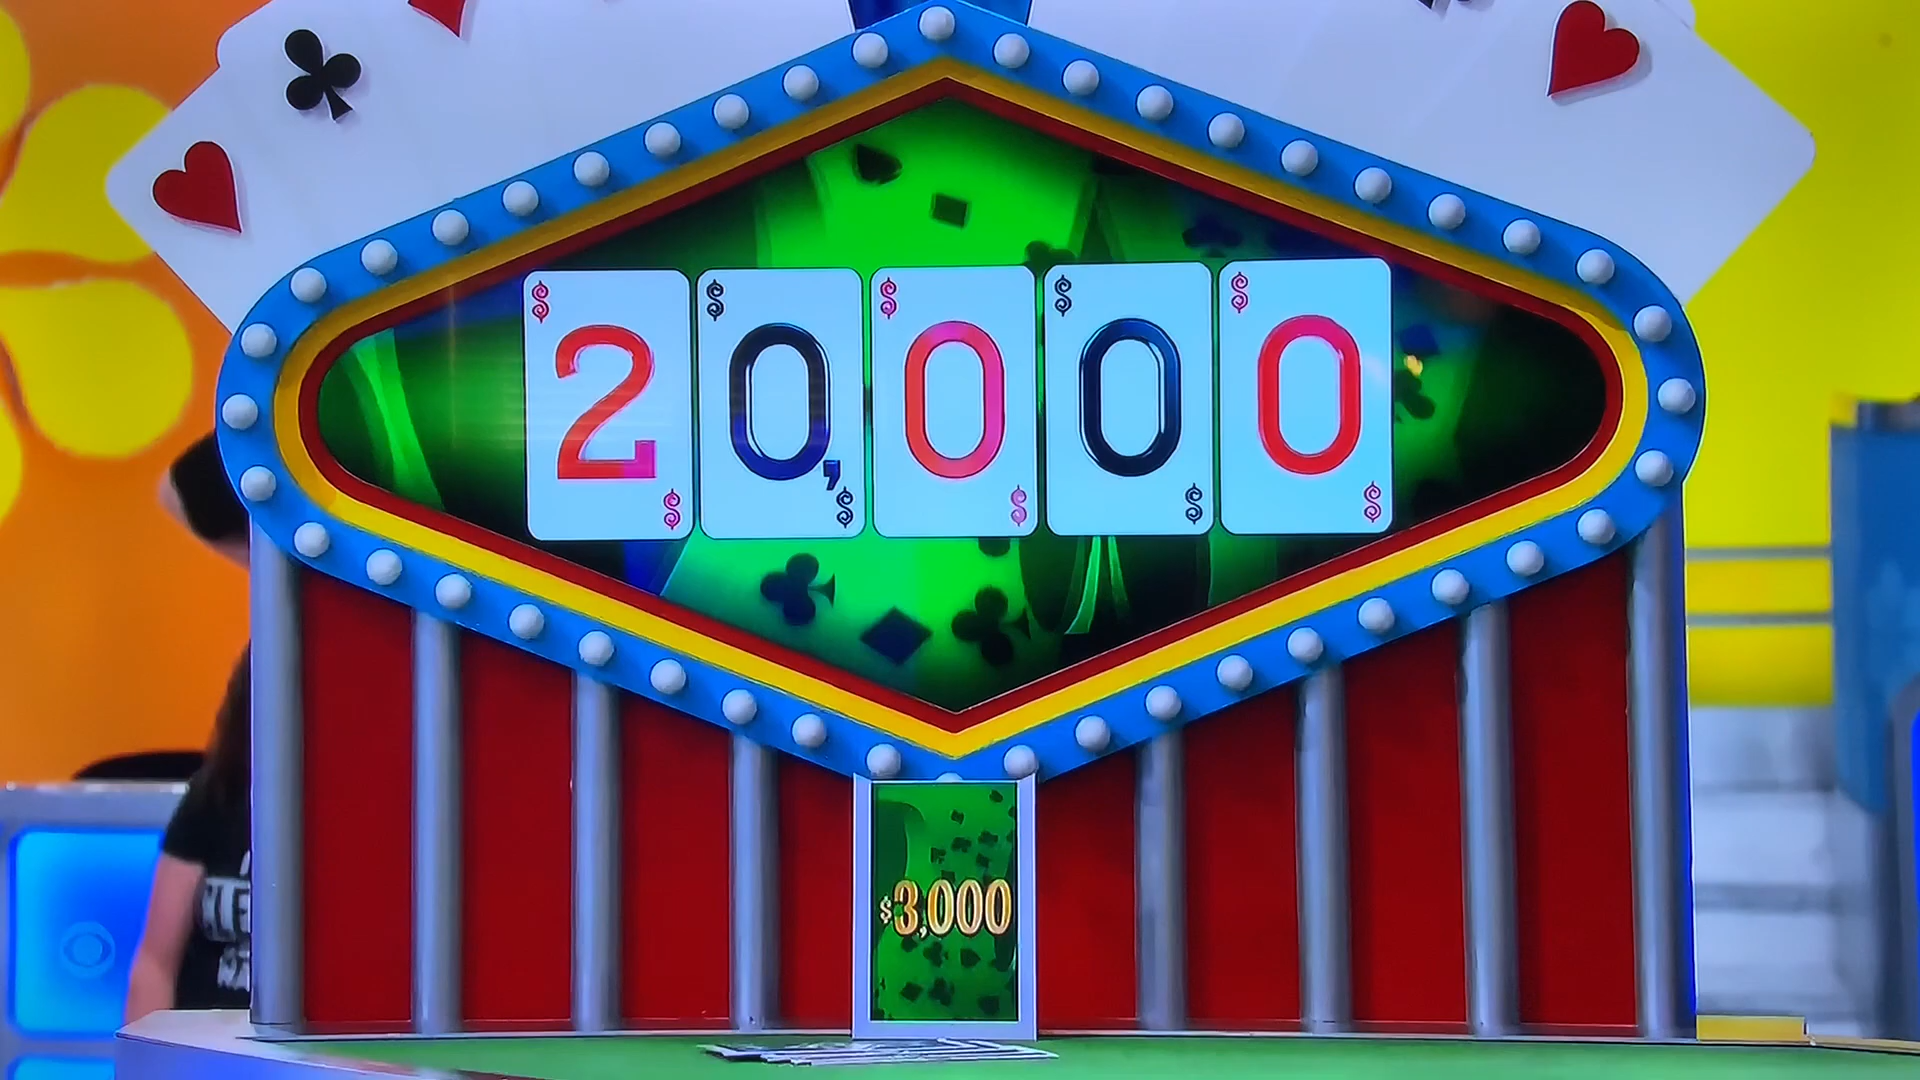 $ $ $ $ $
20,000
$ $ $ $ $
$3,000